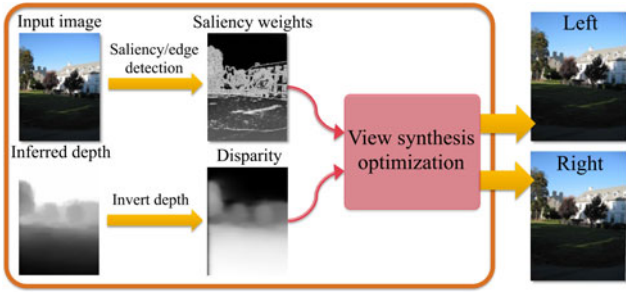 Input image
Saliency/edge
detection
Saliency weights
Inferred depth
Invert depth
Disparity
View synthesis
optimization
Left
Right